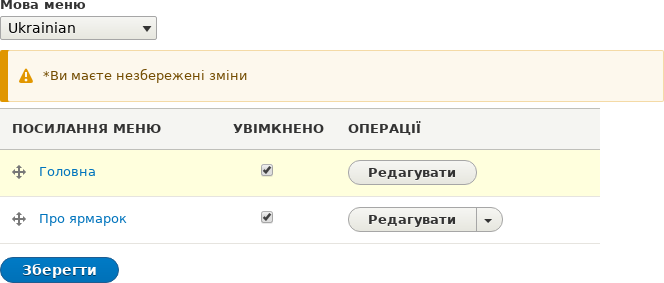 Мова меню
Ukrainian
*Ви маєте незбережені зміни
ПОСИЛАННЯ МЕНЮ УВІМКНЕНО ОПЕРАЦІЇ
Головна Редагувати
Про ярмарок Редагувати
Зберегти